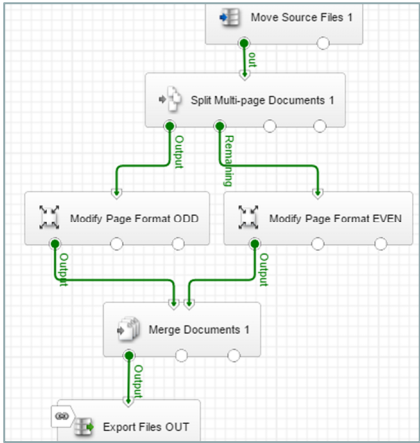 Move Source Files 1
out
Split Multi-page Documents 1
Output
Remaining
Modify Page Format ODD
Modify Page Format EVEN
Output
Output
Merge Documents 1
Output
Export Files OUT